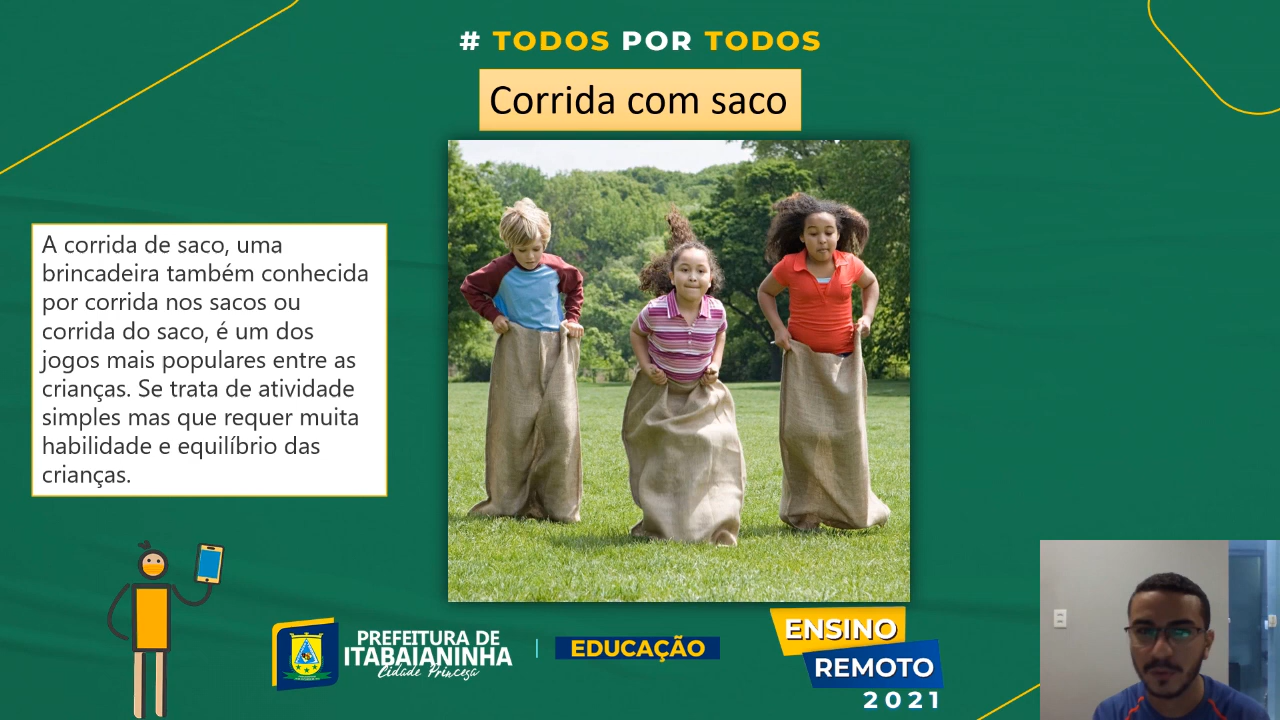 # TODOS POR TODOS
Corrida com saco
A corrida de saco, uma
brincadeira também conhecida
por corrida nos sacos ou
corrida do saco, é um dos
jogos mais populares entre as
crianças. Se trata de atividade
simples mas que requer muita
habilidade e equilíbrio das
crianças.
PREFEITURA DE
ITABAIANINHA
Cidade Princesa
EDUCAÇÃO
ENSINO
REMOTO
2021